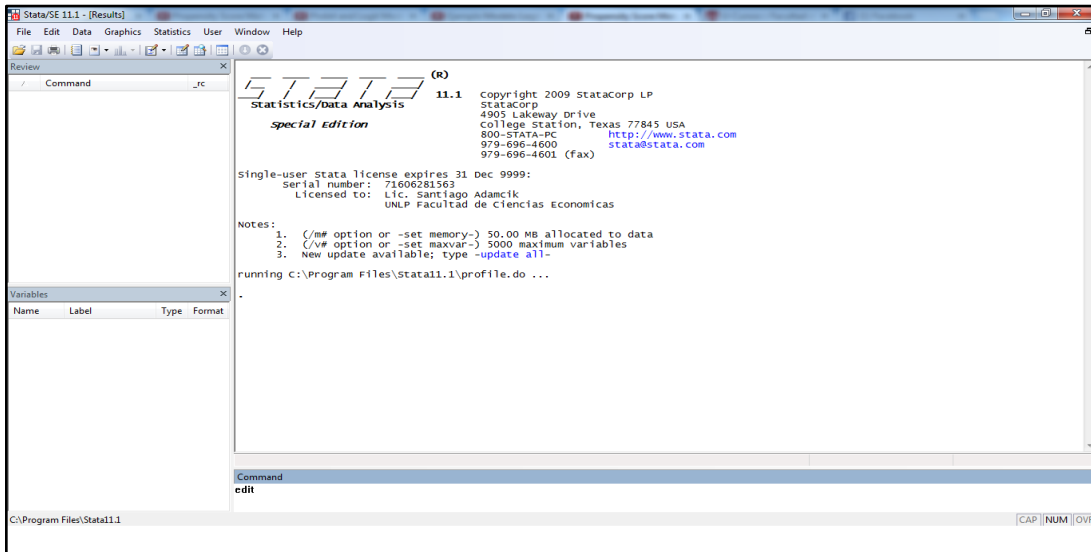 Stata/SE 11.1 - [Results]
File Edit Data Graphics Statistics User Window Help
Review
Command _rc
STATA (R)
11.1 Copyright 2009 StataCorp LP
Statistics/Data Analysis StataCorp
4905 Lakeway Drive
Special Edition College Station, Texas 77845 USA
800-STATA-PC http://www.stata.com
979-696-4600 stata@stata.com
979-696-4601 (fax)
Single-user Stata license expires 31 Dec 9999:
Serial number: 71606281563
Licensed to: Lic. Santiago Adamcik
UNLP Facultad de Ciencias Economicas
Notes:
1. (/m# option or -set memory-) 50.00 MB allocated to data
2. (/v# option or -set maxvar-) 5000 maximum variables
3. New update available; type -update all-
running C:\Program Files\Stata11.1\profile.do ...
.
Variables
Name Label Type Format
Command
edit
C:\Program Files\Stata11.1
CAP NUM OVR